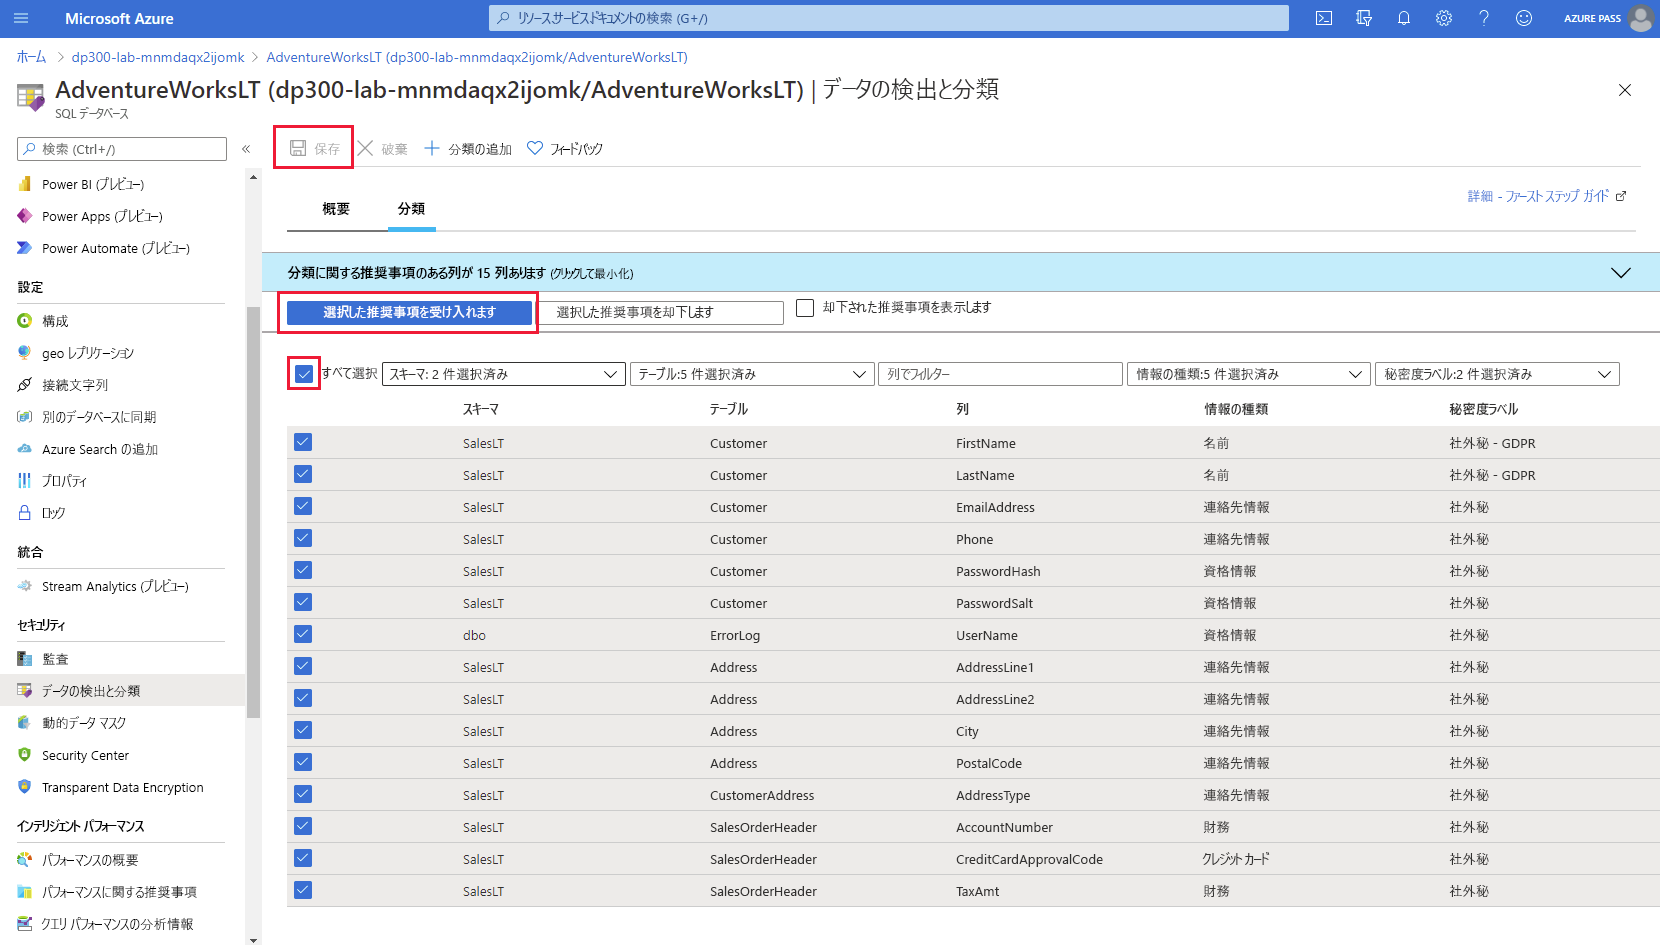 Microsoft Azure
リソース サービスドキュメントの検索 (G+/)
AZURE PASS
ホーム > dp300-lab-mnmdaqx2ijomk > AdventureWorksLT (dp300-lab-mnmdaqx2ijomk/AdventureWorksLT)
AdventureWorksLT (dp300-lab-mnmdaqx2ijomk/AdventureWorksLT) | データの検出と分類
SQL データベース
検索 (Ctrl+/)
«
Power BI (プレビュー)
Power Apps (プレビュー)
Power Automate (プレビュー)
設定
構成
geo レプリケーション
接続文字列
別のデータベースに同期
Azure Search の追加
プロパティ
ロック
統合
Stream Analytics (プレビュー)
セキュリティ
監査
データの検出と分類
動的データ マスク
Security Center
Transparent Data Encryption
インテリジェント パフォーマンス
パフォーマンスの概要
パフォーマンスに関する推奨事項
クエリ パフォーマンスの分析情報
保存 破棄 分類の追加 フィードバック
概要 分類
詳細 - ファースト ステップ ガイド
分類に関する推奨事項のある列が 15 列あります (クリックして最小化)
選択した推奨事項を受け入れます 選択した推奨事項を却下します 却下された推奨事項を表示します
すべて選択 スキーマ: 2 件選択済み テーブル:5 件選択済み 列でフィルター 情報の種類:5 件選択済み 秘密度ラベル:2 件選択済み
スキーマ テーブル 列 情報の種類 秘密度ラベル
SalesLT Customer FirstName 名前 社外秘 - GDPR
SalesLT Customer LastName 名前 社外秘 - GDPR
SalesLT Customer EmailAddress 連絡先情報 社外秘
SalesLT Customer Phone 連絡先情報 社外秘
SalesLT Customer PasswordHash 資格情報 社外秘
SalesLT Customer PasswordSalt 資格情報 社外秘
dbo ErrorLog UserName 資格情報 社外秘
SalesLT Address AddressLine1 連絡先情報 社外秘
SalesLT Address AddressLine2 連絡先情報 社外秘
SalesLT Address City 連絡先情報 社外秘
SalesLT Address PostalCode 連絡先情報 社外秘
SalesLT CustomerAddress AddressType 連絡先情報 社外秘
SalesLT SalesOrderHeader AccountNumber 財務 社外秘
SalesLT SalesOrderHeader CreditCardApprovalCode クレジット カード 社外秘
SalesLT SalesOrderHeader TaxAmt 財務 社外秘